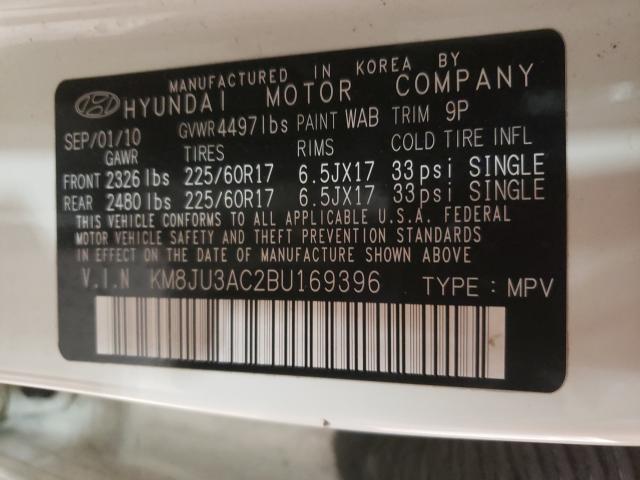 MANUFACTURED IN KOREA BY
HYUNDAI MOTOR COMPANY
SEP/01/10 GVWR 4497lbs PAINT WAB TRIM 9P
GAWR TIRES RIMS COLD TIRE INFL
FRONT 2326 lbs 225/60R17 6.5JX17 33psi SINGLE
REAR 2480 lbs 225/60R17 6.5JX17 33psi SINGLE
THIS VEHICLE CONFORMS TO ALL APPLICABLE U.S.A. FEDERAL
MOTOR VEHICLE SAFETY AND THEFT PREVENTION STANDARDS
IN EFFECT ON THE DATE OF MANUFACTURE SHOWN ABOVE
V.I.N KM8JU3AC2BU169396 TYPE: MPV